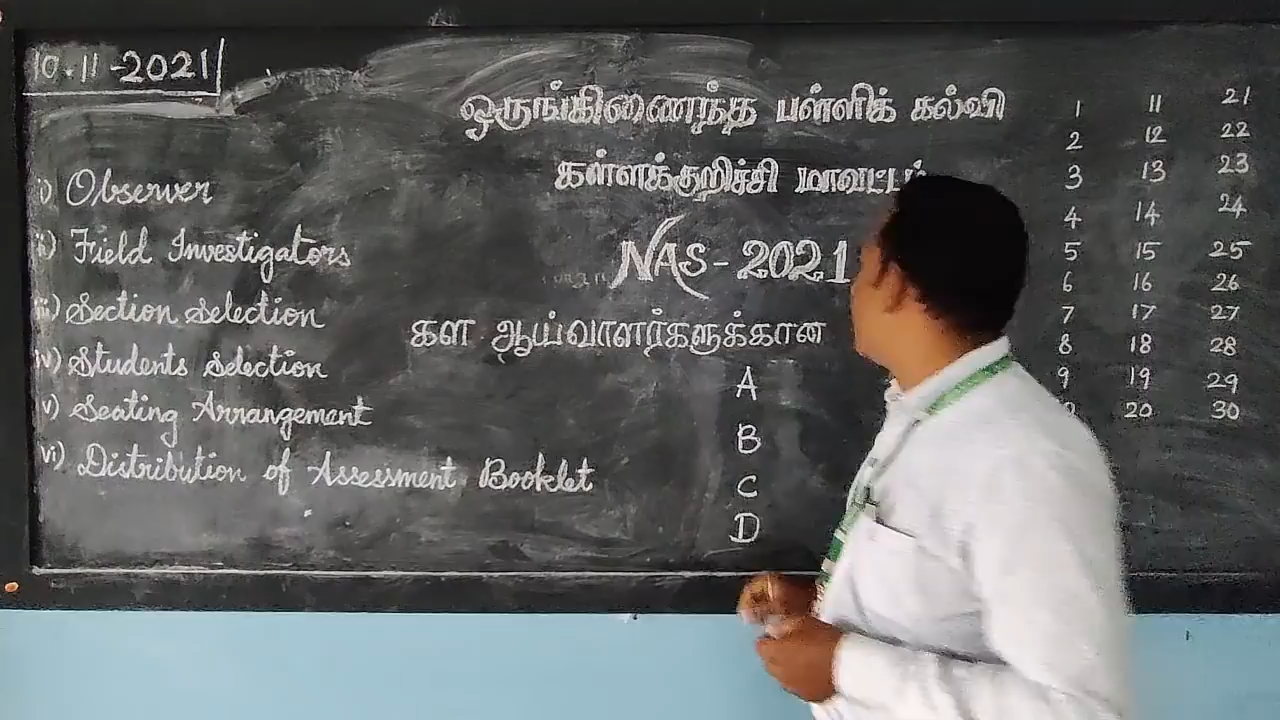 10.11-2021
ஒருங்கிணைந்த பள்ளிக் கல்வி
கள்ளக்குறிச்சி மாவட்டம்
NAS-2021
கள ஆய்வாளர்களுக்கான
i) Observer
ii) Field Investigators
iii) Section Selection
iv) Students Selection
v) Seating Arrangement
vi) Distribution of Assessment Booklet
A
B
C
D
1 11 21
2 12 22
3 13 23
4 14 24
5 15 25
6 16 26
7 17 27
8 18 28
9 19 29
20 30